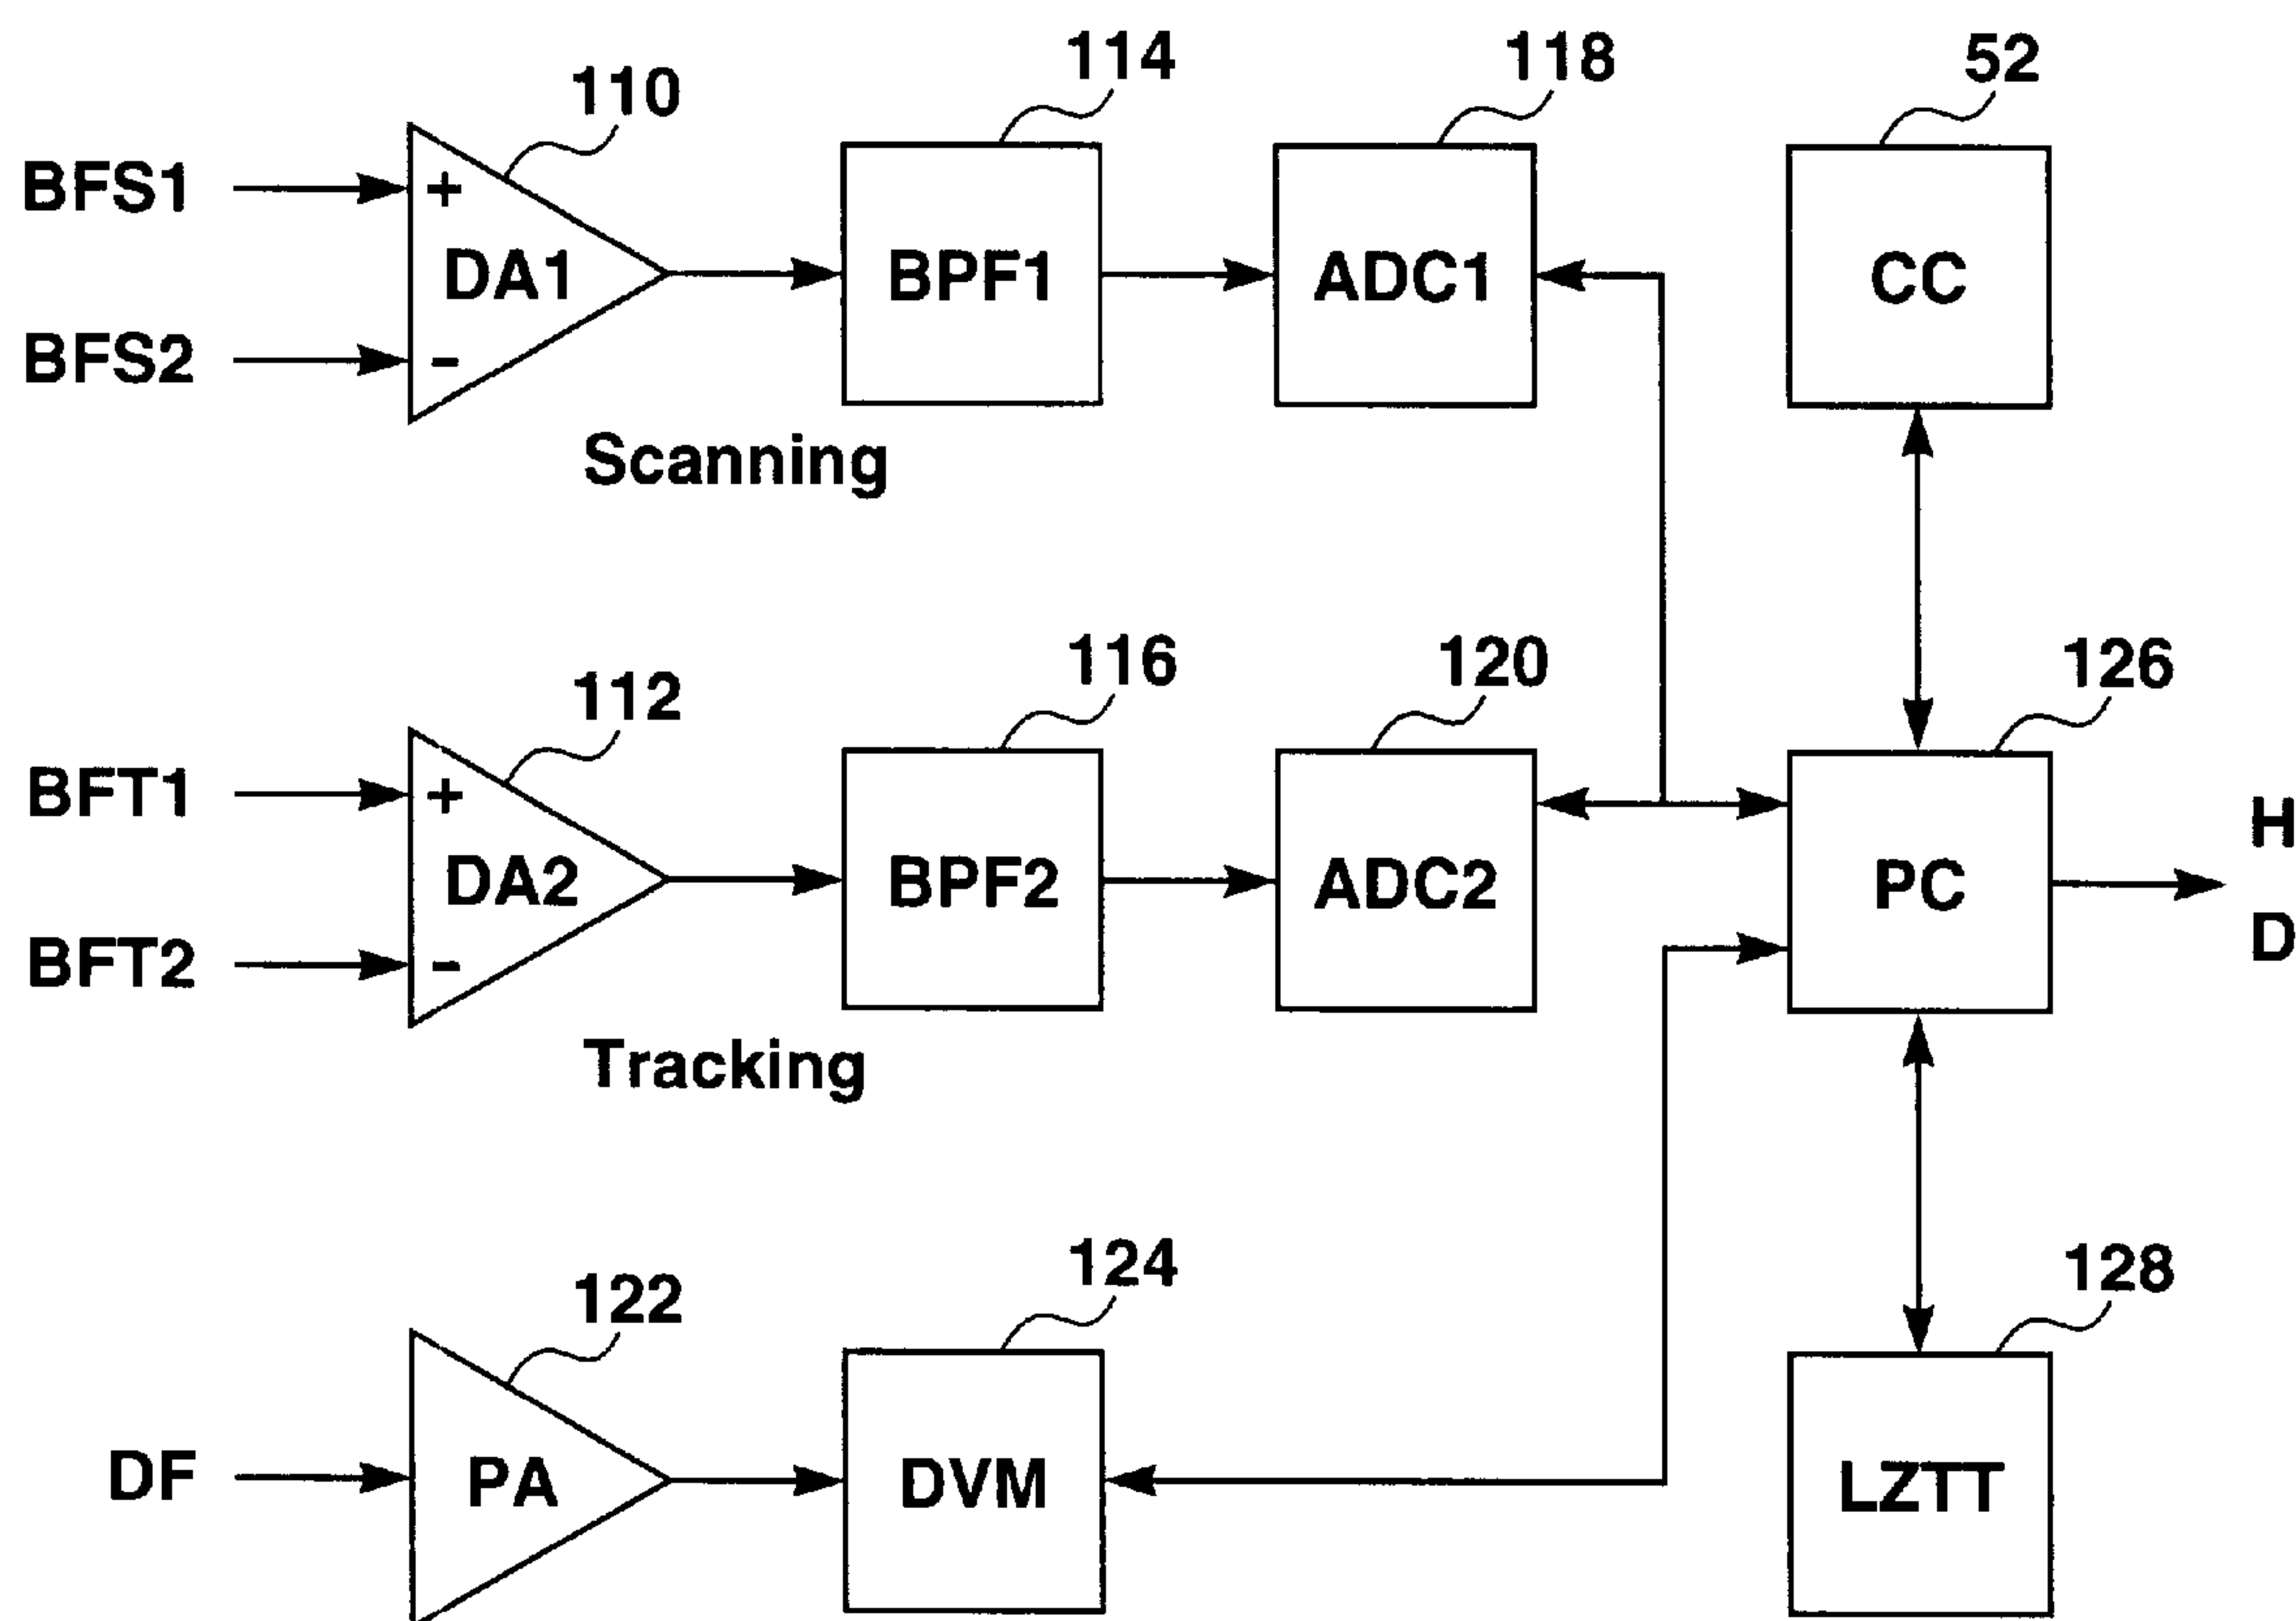 110
114
118
52
BFS1
+
DA1
BPF1
ADC1
CC
BFS2
-
Scanning
112
116
120
126
BFT1
+
DA2
BPF2
ADC2
PC
H
D
BFT2
-
Tracking
122
124
128
DF
PA
DVM
LZTT